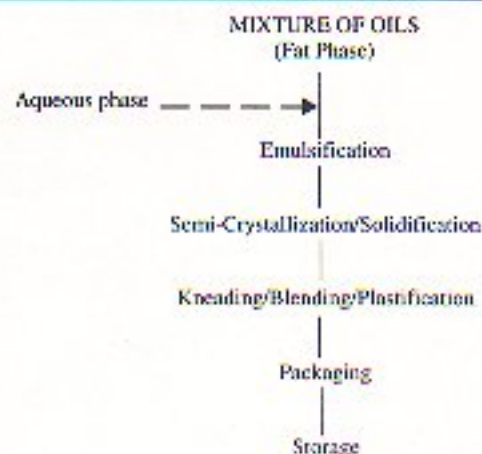 MIXTURE OF OILS
(Fat Phase)
Aqueous phase
Emulsification
Semi-Crystallization/Solidification
Kneading/Blending/Plastification
Packaging
Storage